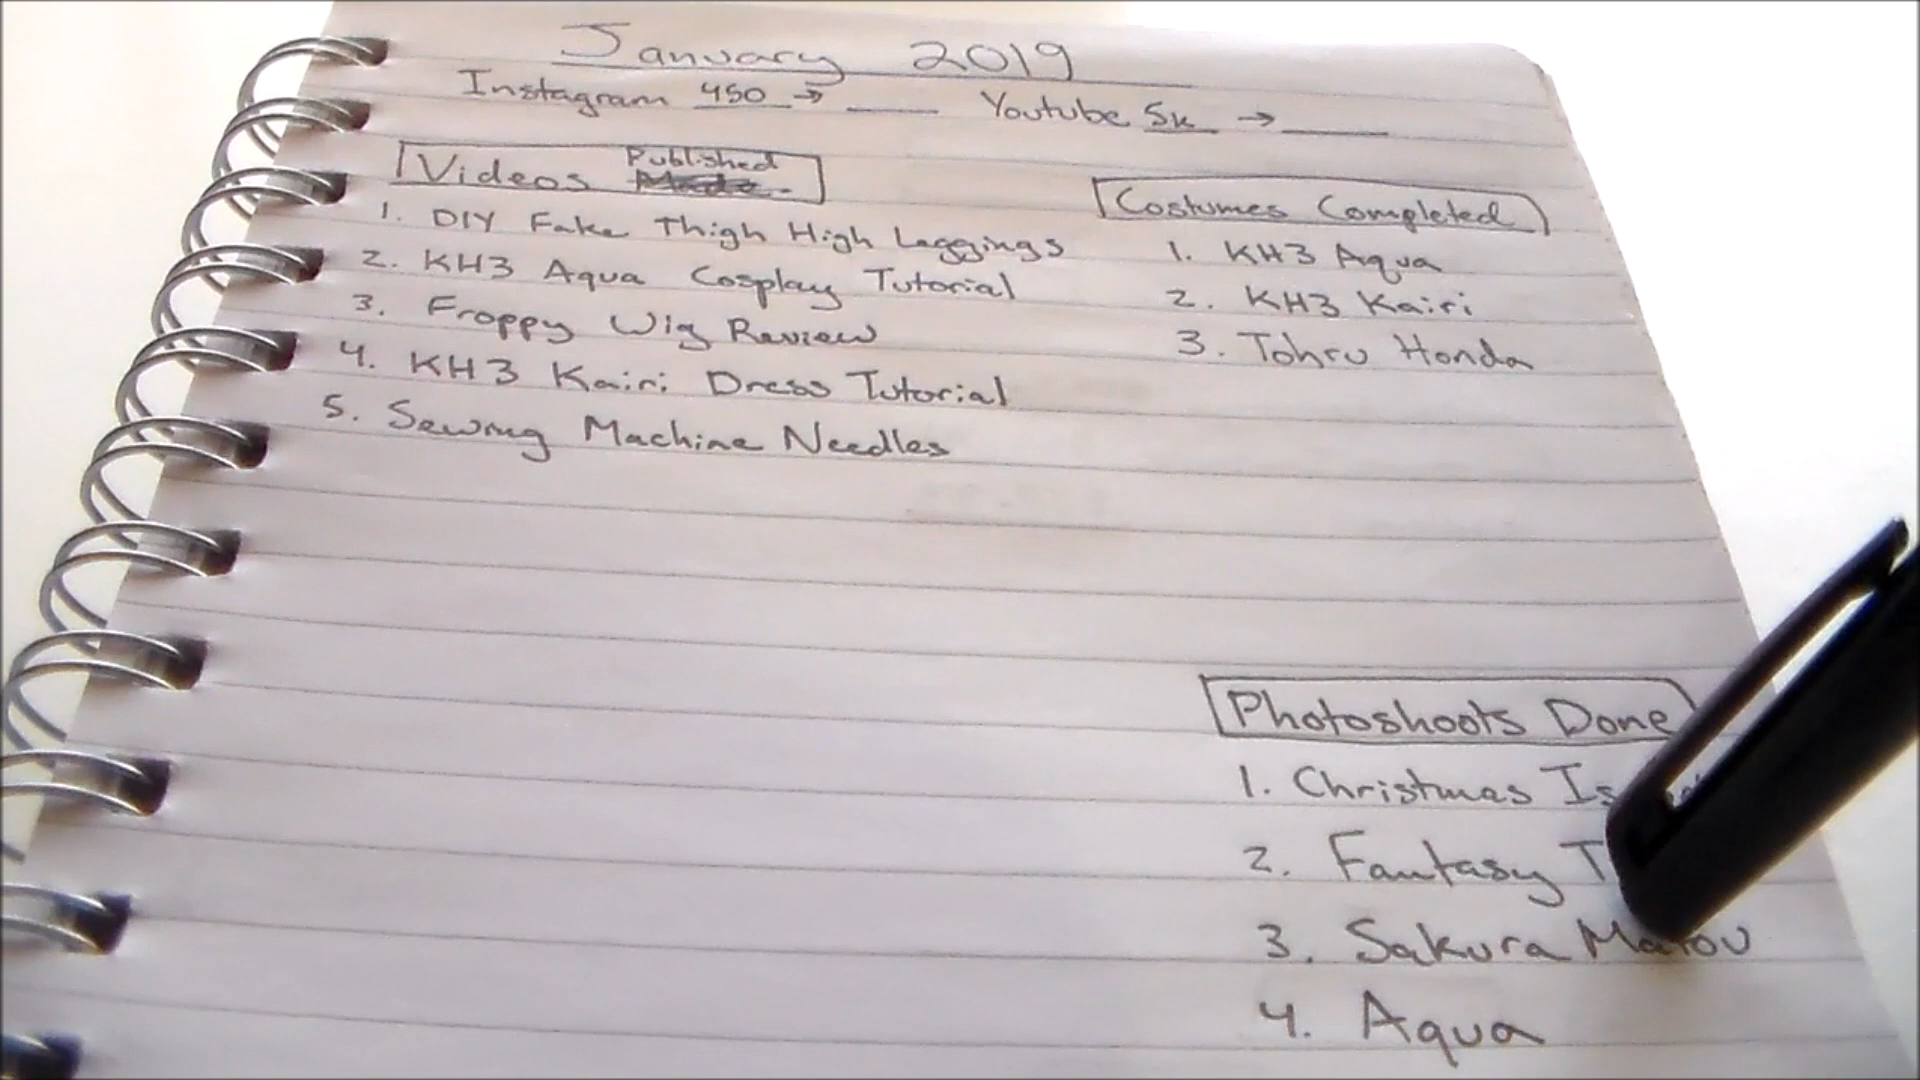 January 2019
Instagram 450 → ____ Youtube 5k → ____
Videos Published
1. DIY Fake Thigh High Leggings
2. KH3 Aqua Cosplay Tutorial
3. Froppy Wig Review
4. KH3 Kairi Dress Tutorial
5. Sewing Machine Needles
Costumes Completed
1. KH3 Aqua
2. KH3 Kairi
3. Tohru Honda
Photoshoots Done
1. Christmas
2. Fantasy
3. Sakura Matou
4. Aqua